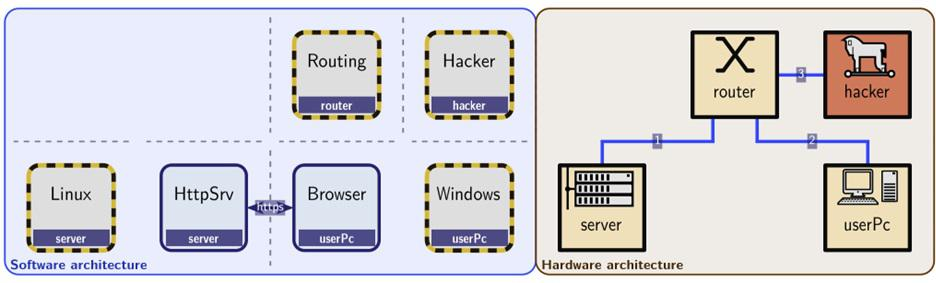 Routing
router
Hacker
hacker
Linux
server
HttpSrv
server
https
Browser
userPc
Windows
userPc
Software architecture
router
3
hacker
1
2
server
userPc
Hardware architecture